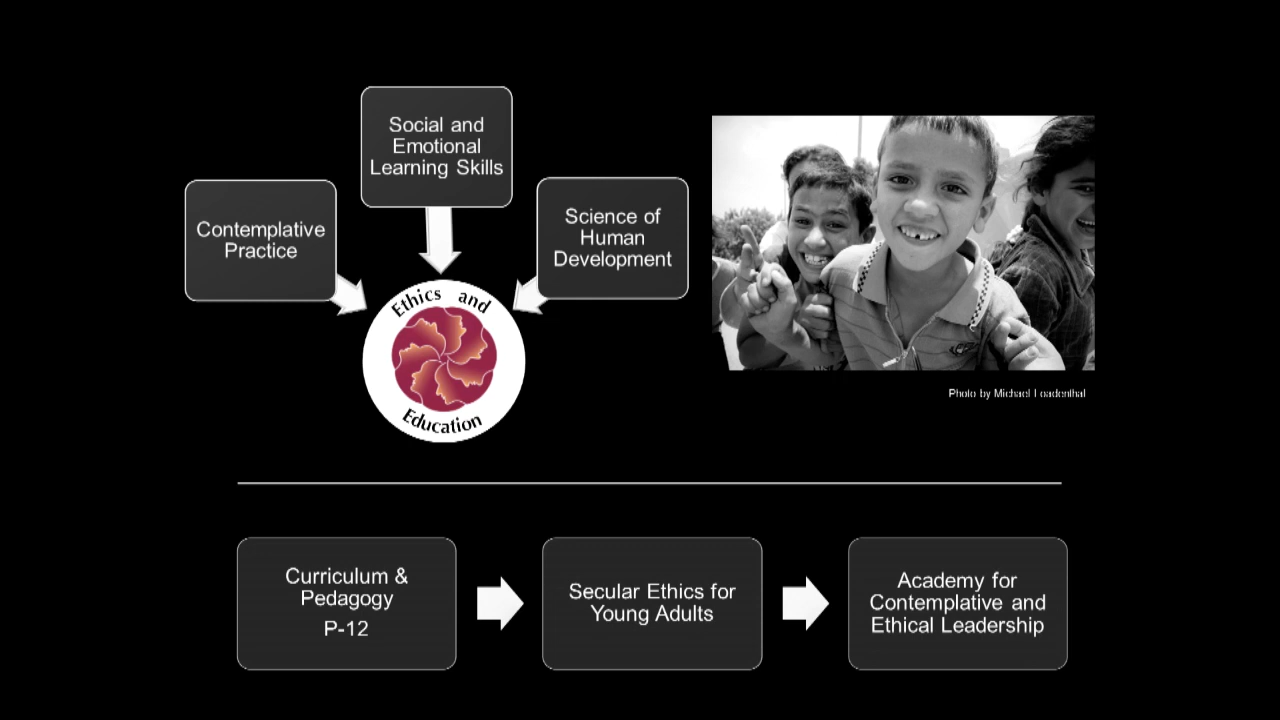 Social and
Emotional
Learning Skills
Contemplative
Practice
Science of
Human
Development
Ethics and
Education
Photo by Michael Loadenthal
Curriculum &
Pedagogy
P-12
Secular Ethics for
Young Adults
Academy for
Contemplative and
Ethical Leadership